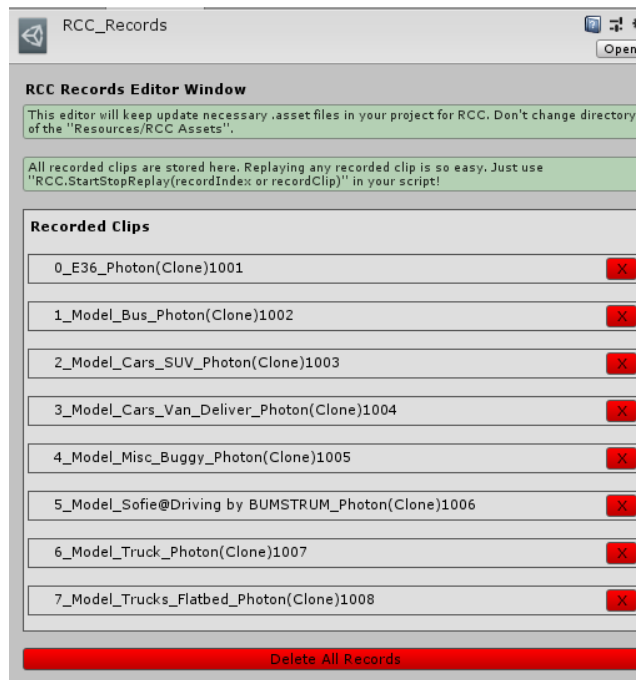 RCC_Records
Open
RCC Records Editor Window
This editor will keep update necessary .asset files in your project for RCC. Don't change directory
of the "Resources/RCC Assets".
All recorded clips are stored here. Replaying any recorded clip is so easy. Just use
"RCC.StartStopReplay(recordIndex or recordClip)" in your script!
Recorded Clips
0_E36_Photon(Clone)1001 X
1_Model_Bus_Photon(Clone)1002 X
2_Model_Cars_SUV_Photon(Clone)1003 X
3_Model_Cars_Van_Deliver_Photon(Clone)1004 X
4_Model_Misc_Buggy_Photon(Clone)1005 X
5_Model_Sofie@Driving by BUMSTRUM_Photon(Clone)1006 X
6_Model_Truck_Photon(Clone)1007 X
7_Model_Trucks_Flatbed_Photon(Clone)1008 X
Delete All Records